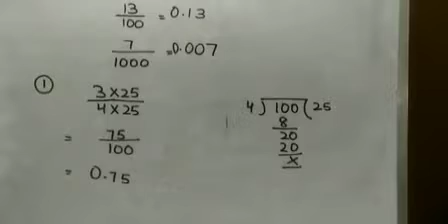 13/100 = 0.13
7/1000 = 0.007
① 3 × 25 / 4 × 25
= 75/100
= 0.75
4 ) 100 ( 25
8
20
20
×